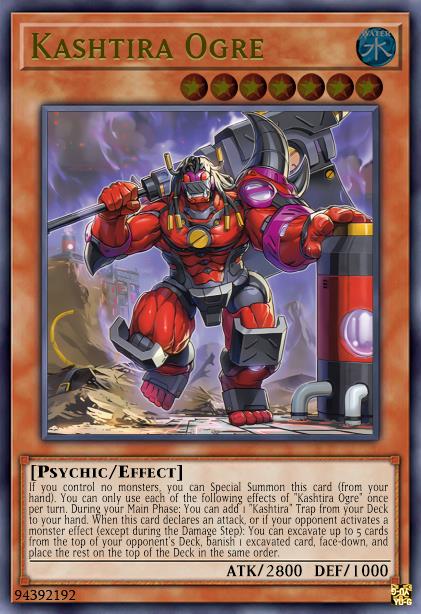 KASHTIRA OGRE
WATER
水
[PSYCHIC/EFFECT]
If you control no monsters, you can Special Summon this card (from your
hand). You can only use each of the following effects of "Kashtira Ogre" once
per turn. During your Main Phase: You can add 1 "Kashtira" Trap from your Deck
to your hand. When this card declares an attack, or if your opponent activates a
monster effect (except during the Damage Step): You can excavate up to 5 cards
from the top of your opponent's Deck, banish 1 excavated card, face-down, and
place the rest on the top of the Deck in the same order.
ATK/2800 DEF/1000
94392192